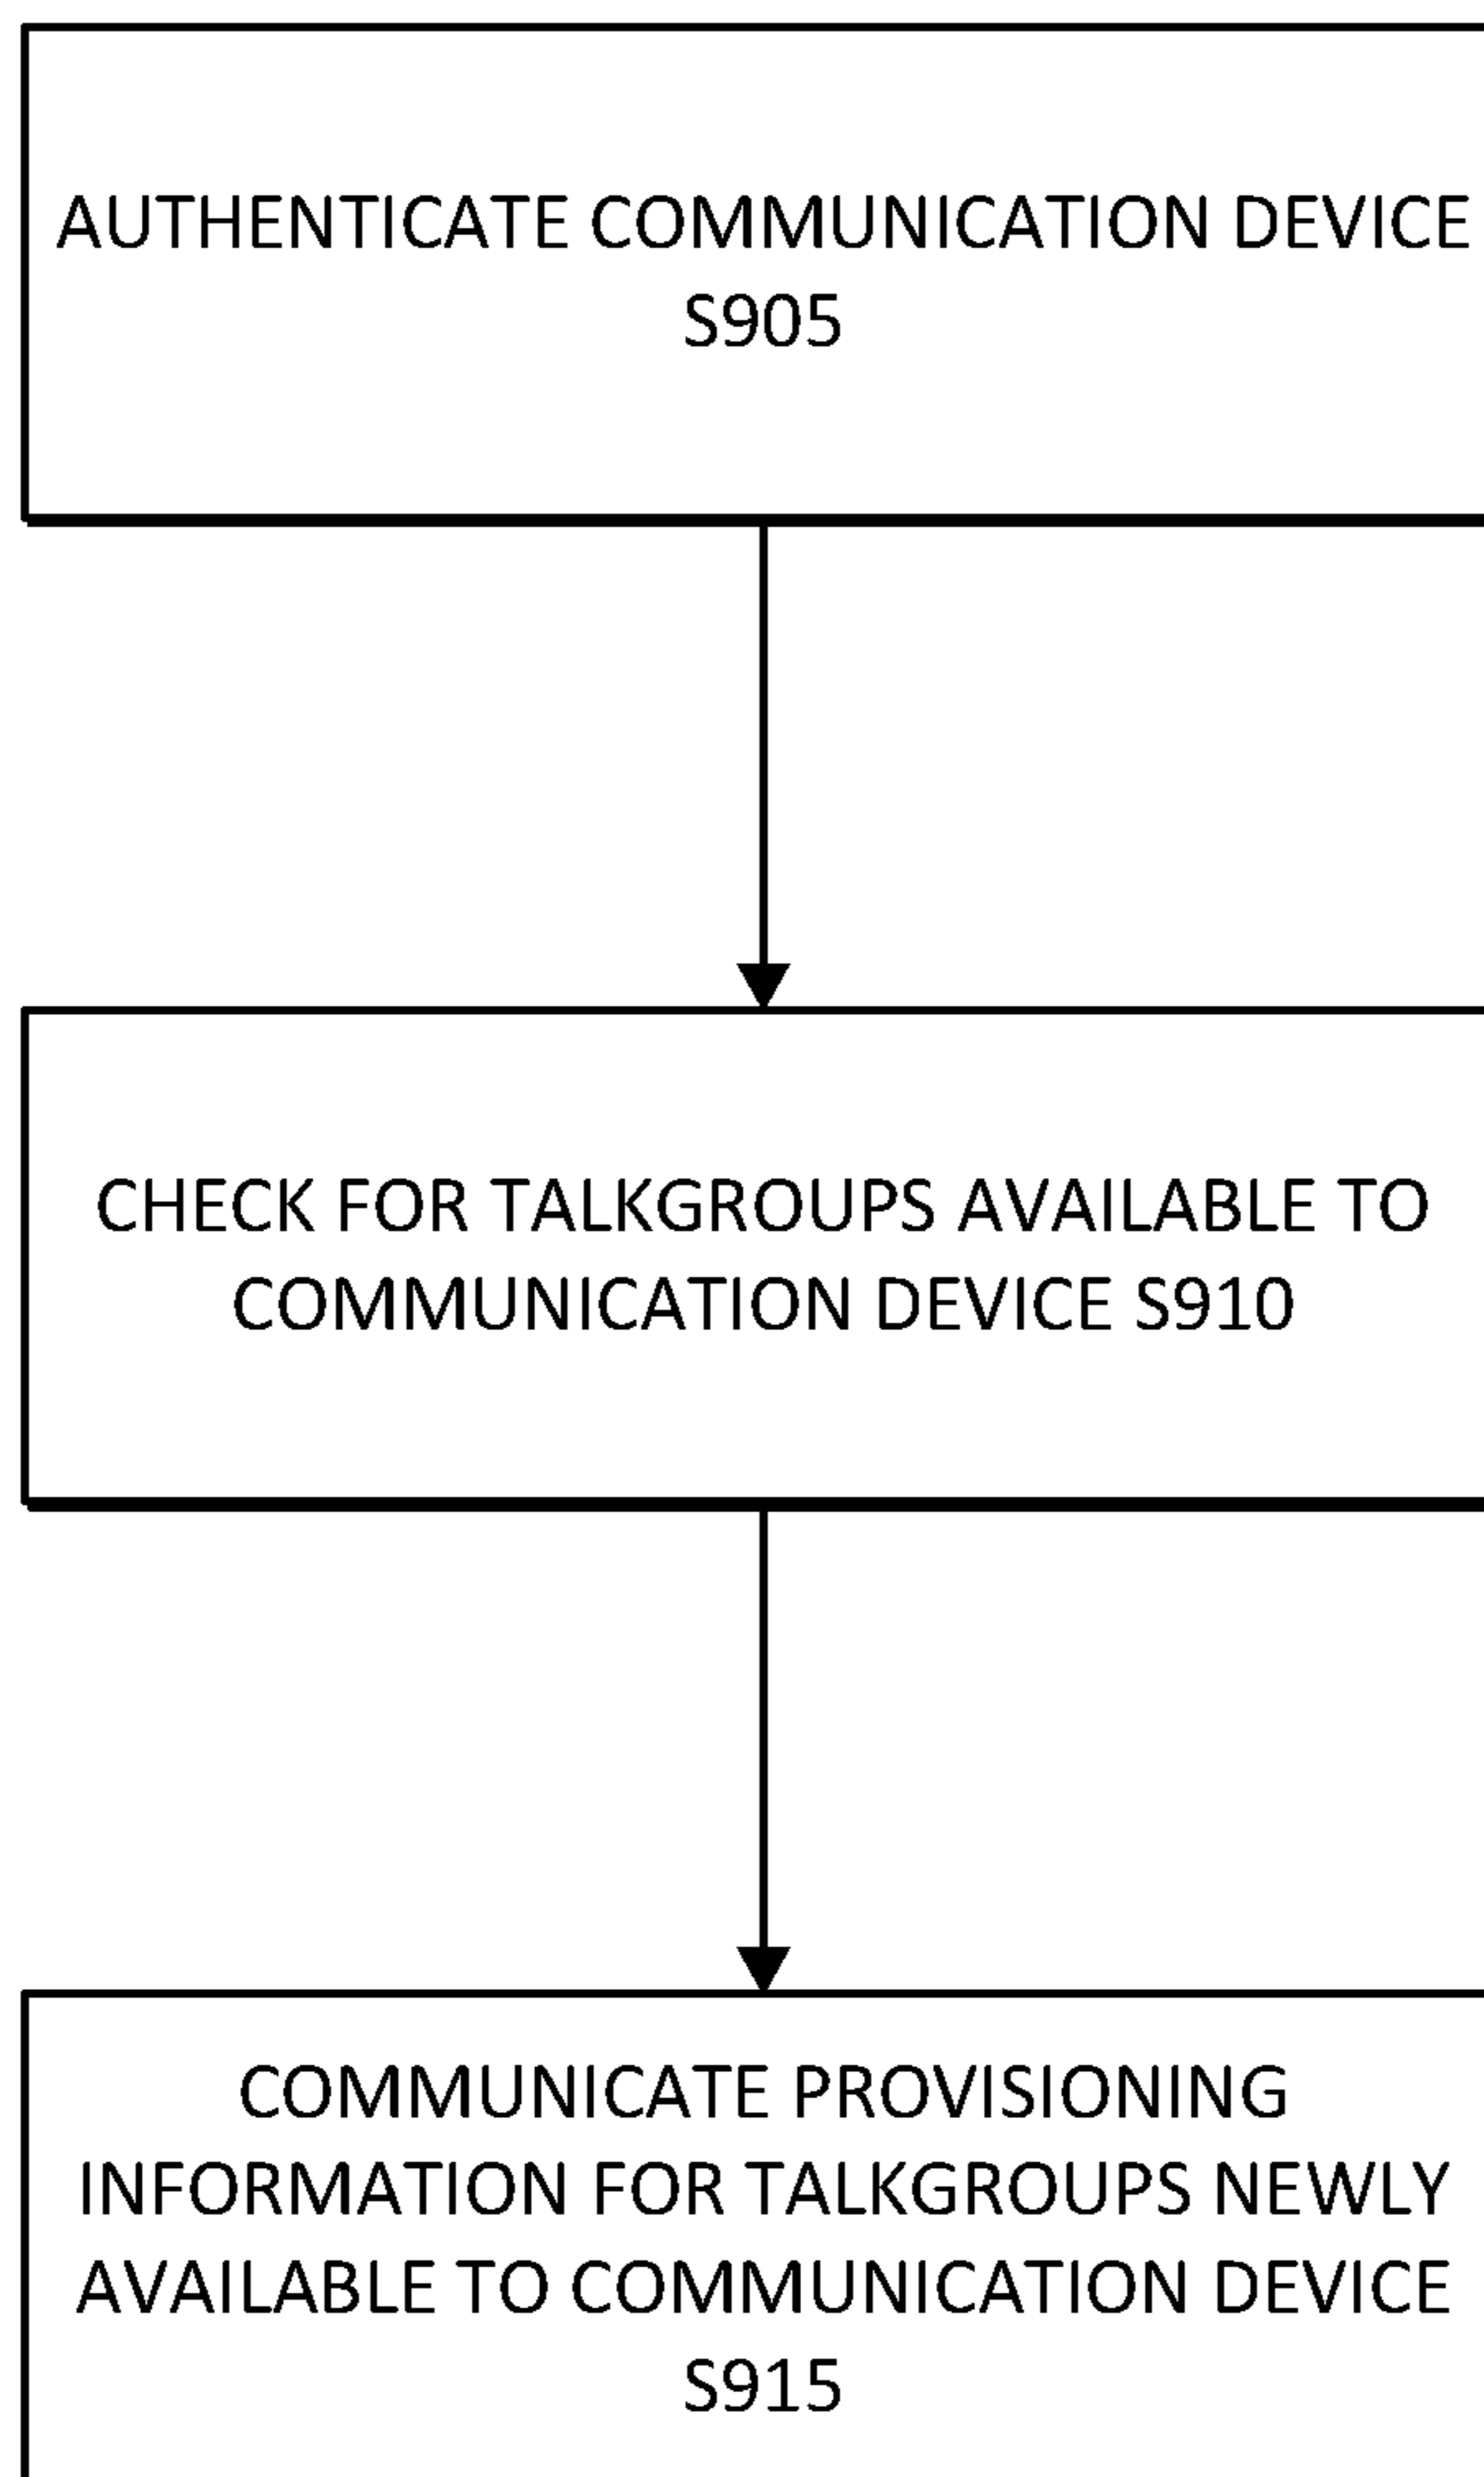 AUTHENTICATE COMMUNICATION DEVICE
S905
CHECK FOR TALKGROUPS AVAILABLE TO
COMMUNICATION DEVICE S910
COMMUNICATE PROVISIONING
INFORMATION FOR TALKGROUPS NEWLY
AVAILABLE TO COMMUNICATION DEVICE
S915